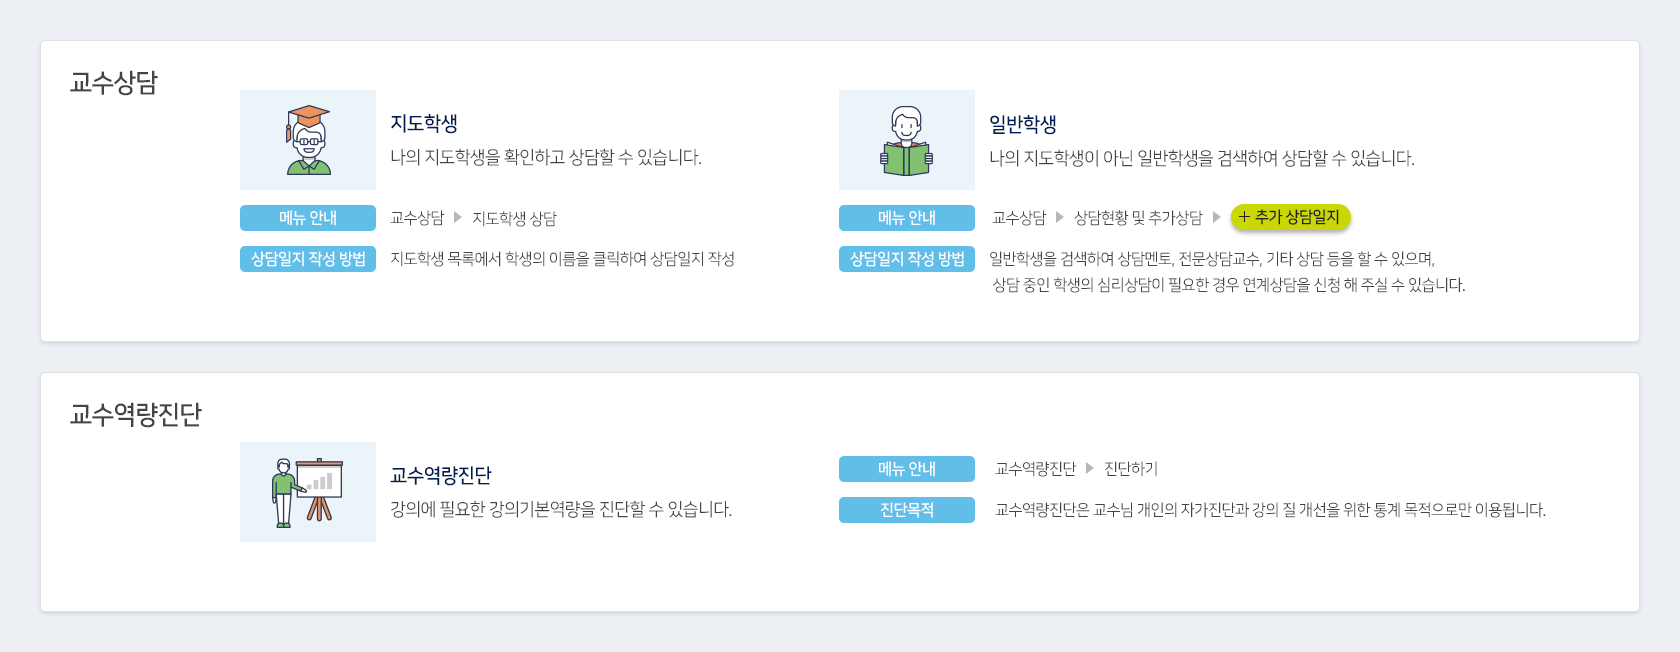 교수상담
지도학생
나의 지도학생을 확인하고 상담할 수 있습니다.
메뉴 안내
교수상담 ▶ 지도학생 상담
상담일지 작성 방법
지도학생 목록에서 학생의 이름을 클릭하여 상담일지 작성
일반학생
나의 지도학생이 아닌 일반학생을 검색하여 상담할 수 있습니다.
메뉴 안내
교수상담 ▶ 상담현황 및 추가상담 ▶ + 추가 상담일지
상담일지 작성 방법
일반학생을 검색하여 상담멘토, 전문상담교수, 기타 상담 등을 할 수 있으며,
상담 중인 학생의 심리상담이 필요한 경우 연계상담을 신청 해 주실 수 있습니다.
교수역량진단
교수역량진단
강의에 필요한 강의기본역량을 진단할 수 있습니다.
메뉴 안내
교수역량진단 ▶ 진단하기
진단목적
교수역량진단은 교수님 개인의 자가진단과 강의 질 개선을 위한 통계 목적으로만 이용됩니다.